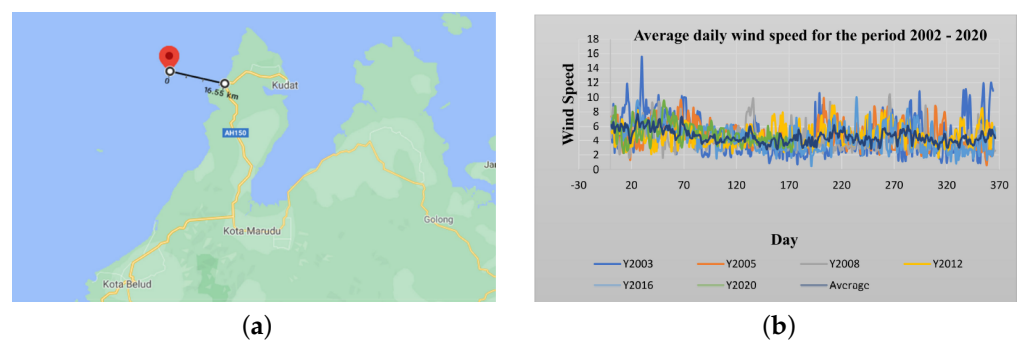 0
16.55 km
Kudat
AH150
Kota Marudu
Golong
Kota Belud
Jar
(a)
Average daily wind speed for the period 2002 - 2020
Wind Speed
18
16
14
12
10
8
6
4
2
0
-30 20 70 120 170 220 270 320 370
Day
Y2003 Y2005 Y2008 Y2012
Y2016 Y2020 Average
(b)